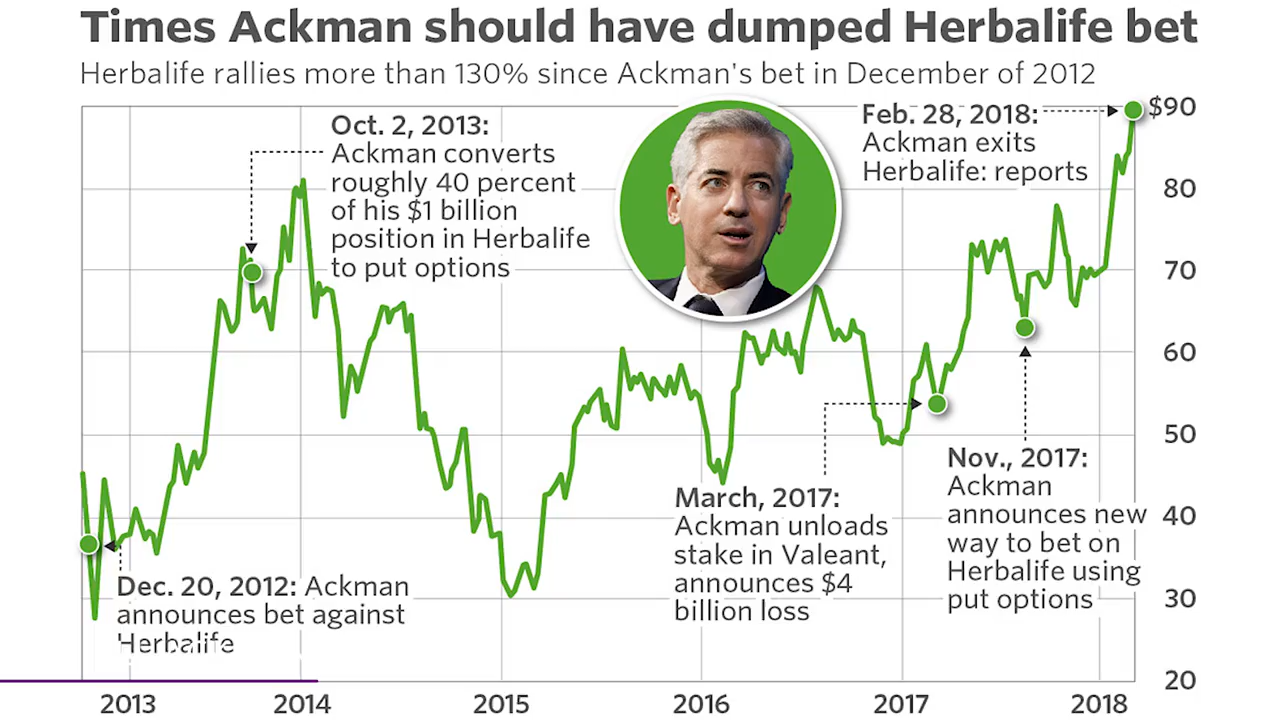 Times Ackman should have dumped Herbalife bet
Herbalife rallies more than 130% since Ackman's bet in December of 2012
Oct. 2, 2013:
Ackman converts
roughly 40 percent
of his $1 billion
position in Herbalife
to put options
Feb. 28, 2018:
Ackman exits
Herbalife: reports
$90
80
70
60
50
40
30
20
March, 2017:
Ackman unloads
stake in Valeant,
announces $4
billion loss
Nov., 2017:
Ackman
announces new
way to bet on
Herbalife using
put options
Dec. 20, 2012: Ackman
announces bet against
Herbalife
2013
2014
2015
2016
2017
2018